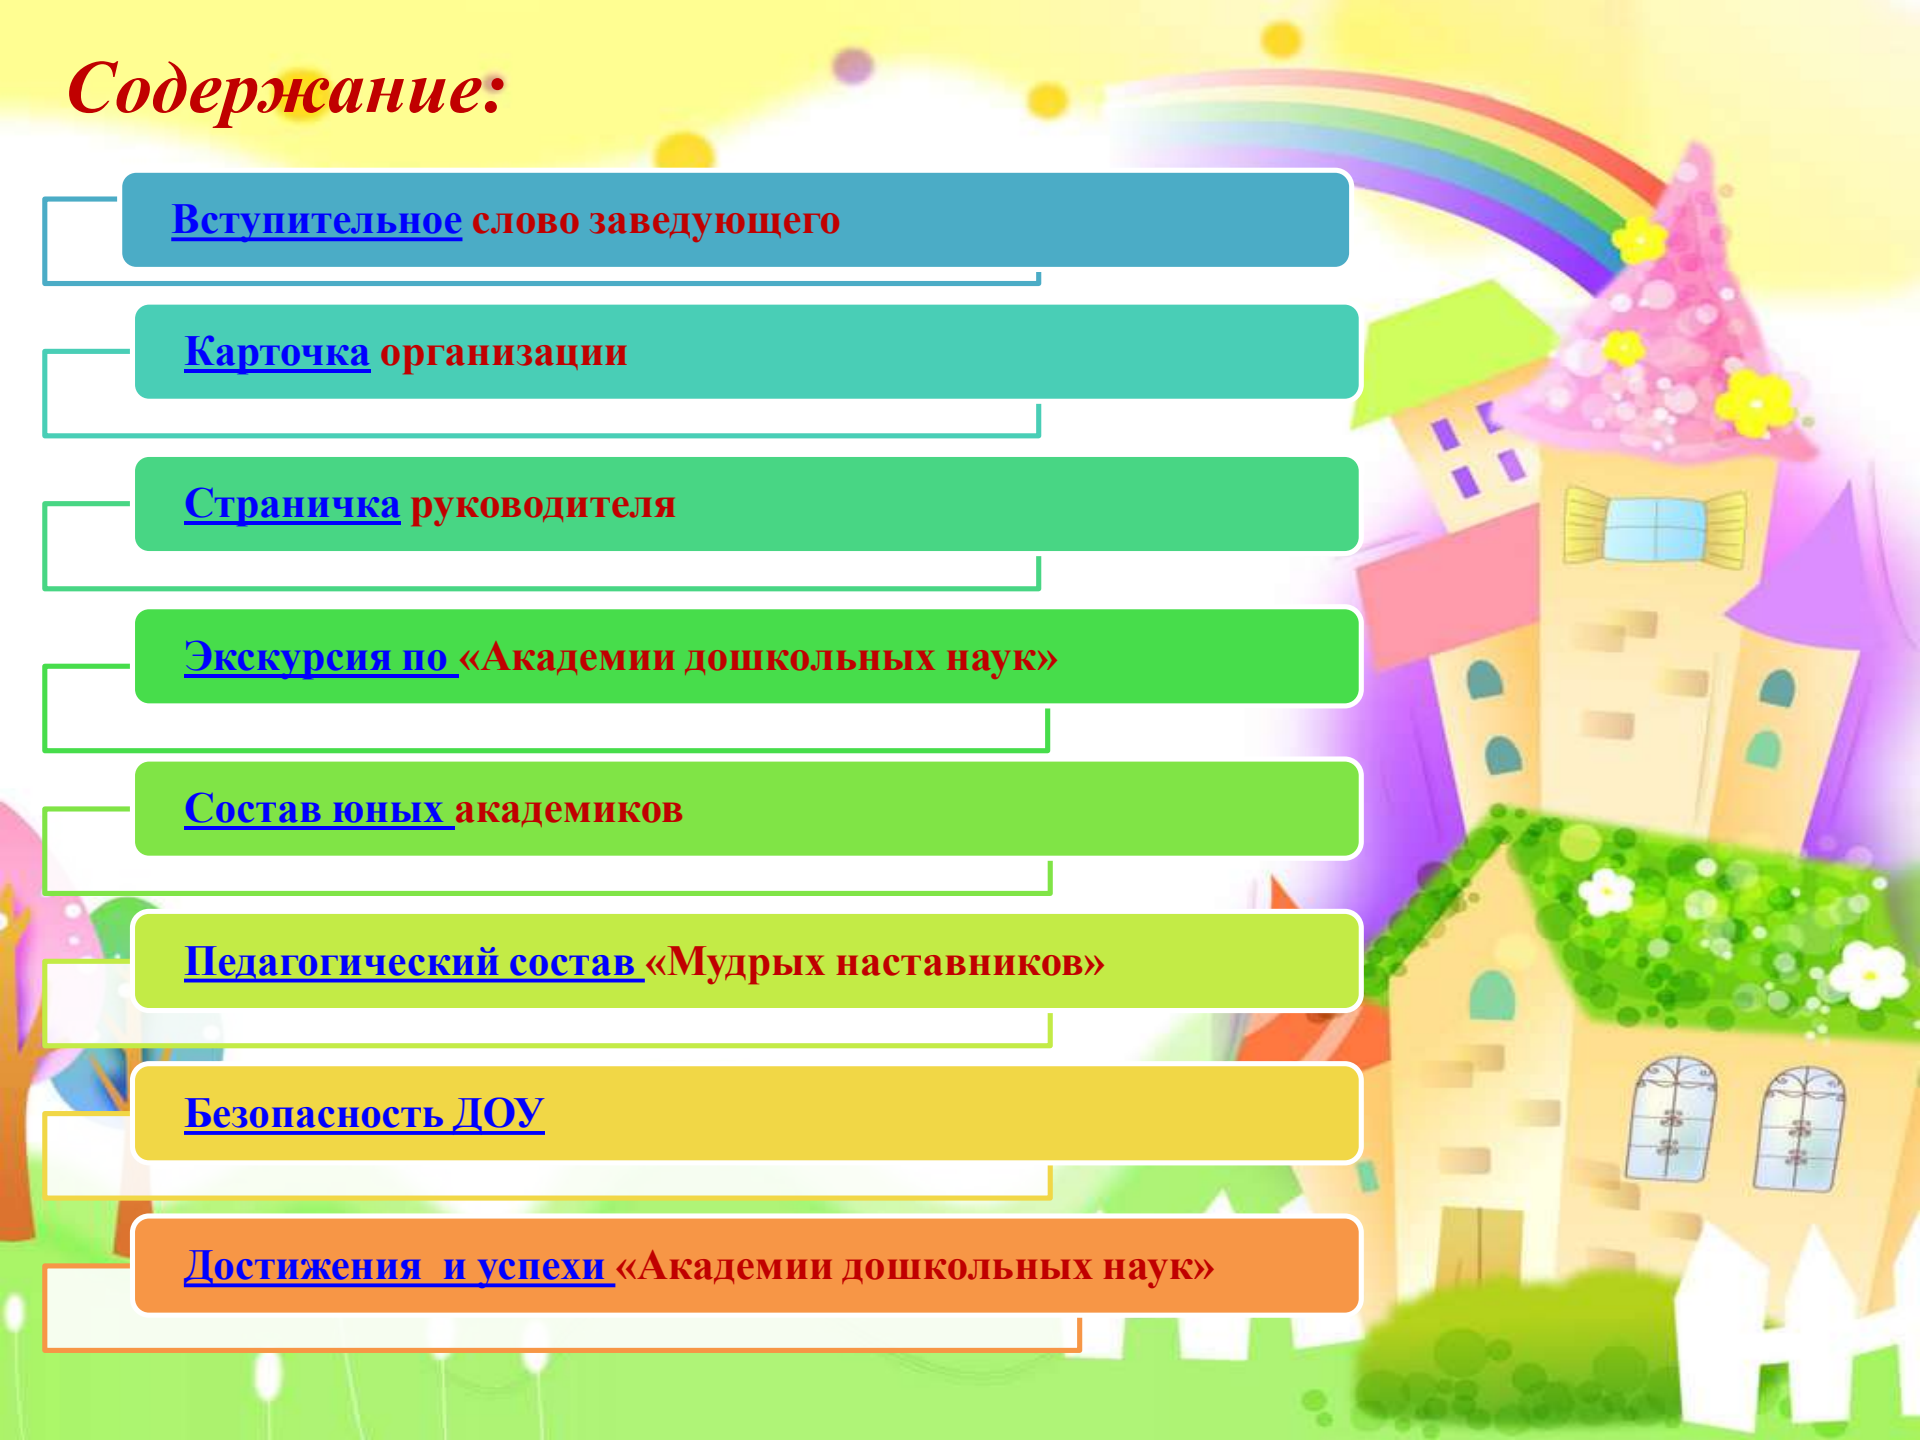 Содержание:
Вступительное слово заведующего
Карточка организации
Страничка руководителя
Экскурсия по «Академии дошкольных наук»
Состав юных академиков
Педагогический состав «Мудрых наставников»
Безопасность ДОУ
Достижения и успехи «Академии дошкольных наук»